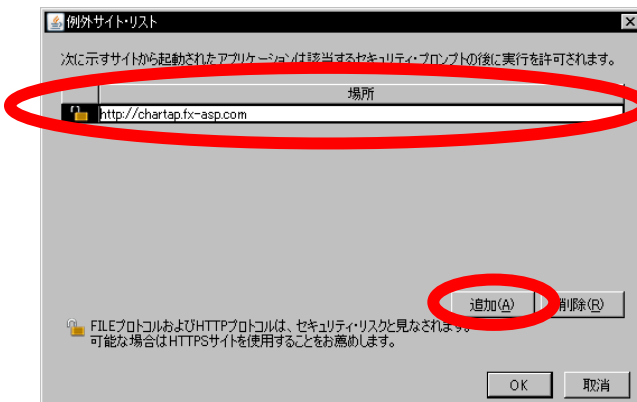 例外サイト・リスト
次に示すサイトから起動されたアプリケーションは該当するセキュリティ・プロンプトの後に実行を許可されます。
場所
http://chartap.fx-asp.com
追加(A) 削除(R)
FILEプロトコルおよびHTTPプロトコルは、セキュリティ・リスクと見なされます。
可能な場合はHTTPSサイトを使用することをお薦めします。
OK 取消